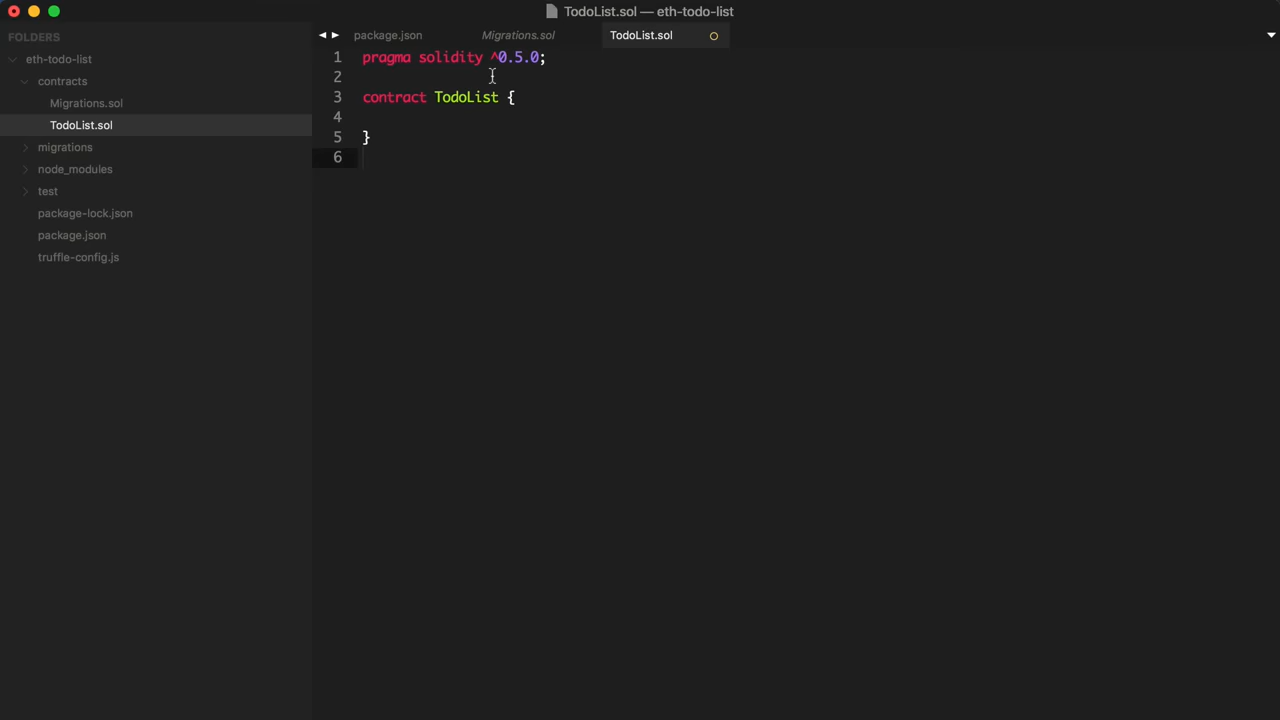 TodoList.sol — eth-todo-list
FOLDERS
eth-todo-list
contracts
Migrations.sol
TodoList.sol
migrations
node_modules
test
package-lock.json
package.json
truffle-config.js
package.json
Migrations.sol
TodoList.sol
1 pragma solidity ^0.5.0;
2
3 contract TodoList {
4
5 }
6